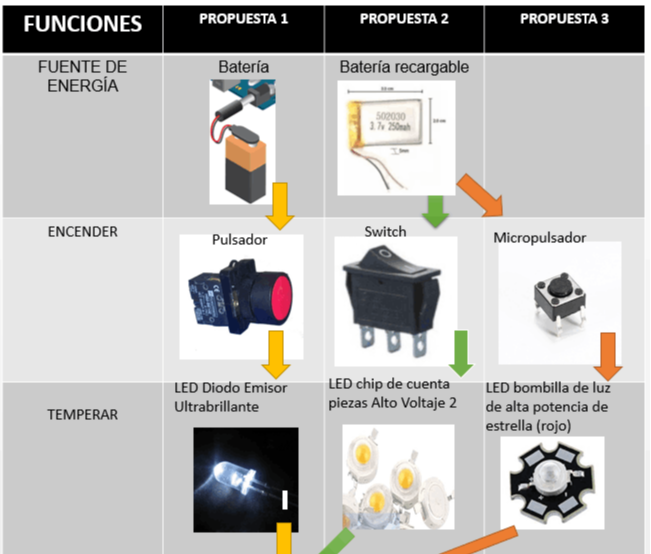 FUNCIONES
PROPUESTA 1
PROPUESTA 2
PROPUESTA 3
FUENTE DE
ENERGÍA
Batería
Batería recargable
502030
3.7v 250mah
ENCENDER
Pulsador
Switch
Micropulsador
TEMPERAR
LED Diodo Emisor
Ultrabrillante
LED chip de cuenta
piezas Alto Voltaje 2
LED bombilla de luz
de alta potencia de
estrella (rojo)